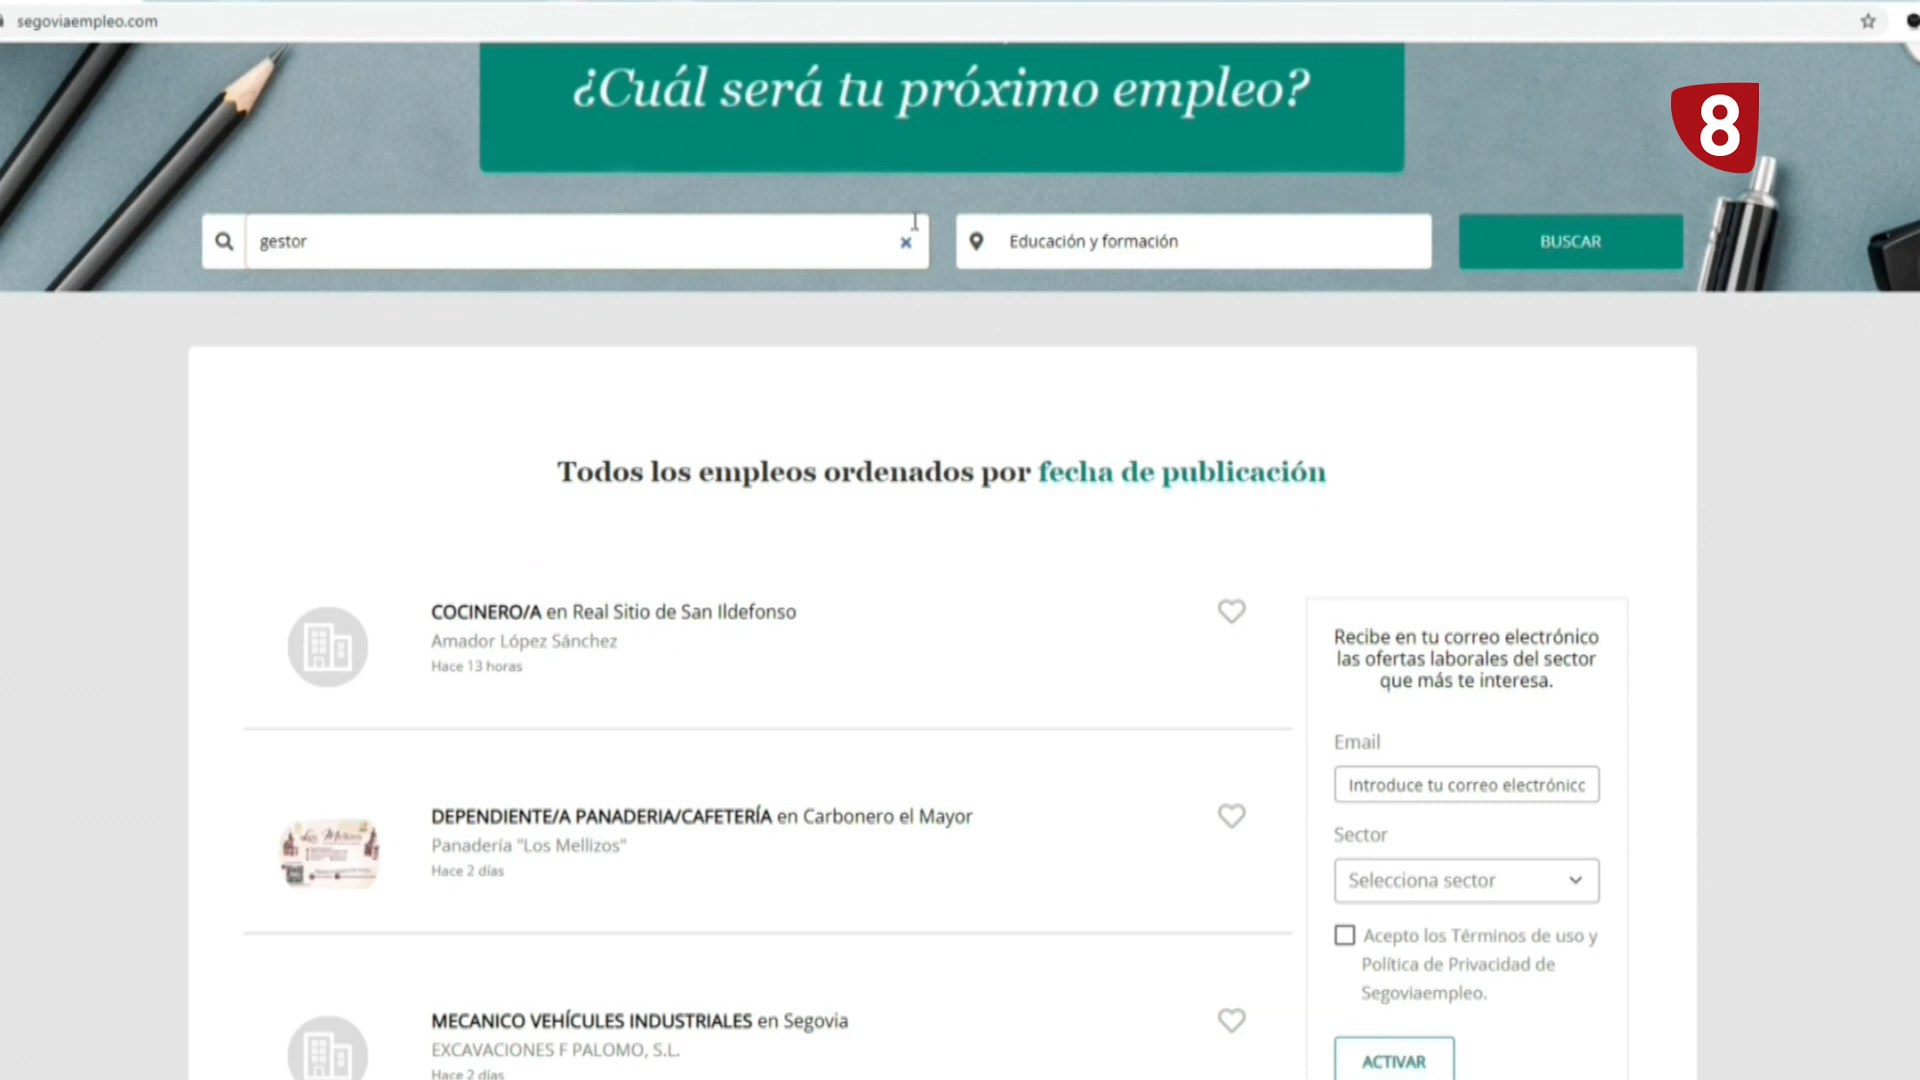 segoviaempleo.com
¿Cuál será tu próximo empleo?
8
gestor
Educación y formación
BUSCAR
Todos los empleos ordenados por fecha de publicación
COCINERO/A en Real Sitio de San Ildefonso
Amador López Sánchez
Hace 13 horas
DEPENDIENTE/A PANADERIA/CAFETERÍA en Carbonero el Mayor
Panadería "Los Mellizos"
Hace 2 días
Los Mellizos
MECANICO VEHÍCULES INDUSTRIALES en Segovia
EXCAVACIONES F PALOMO, S.L.
Hace 2 días
Recibe en tu correo electrónico
las ofertas laborales del sector
que más te interesa.
Email
Introduce tu correo electrónicc
Sector
Selecciona sector
Acepto los Términos de uso y
Política de Privacidad de
Segoviaempleo.
ACTIVAR